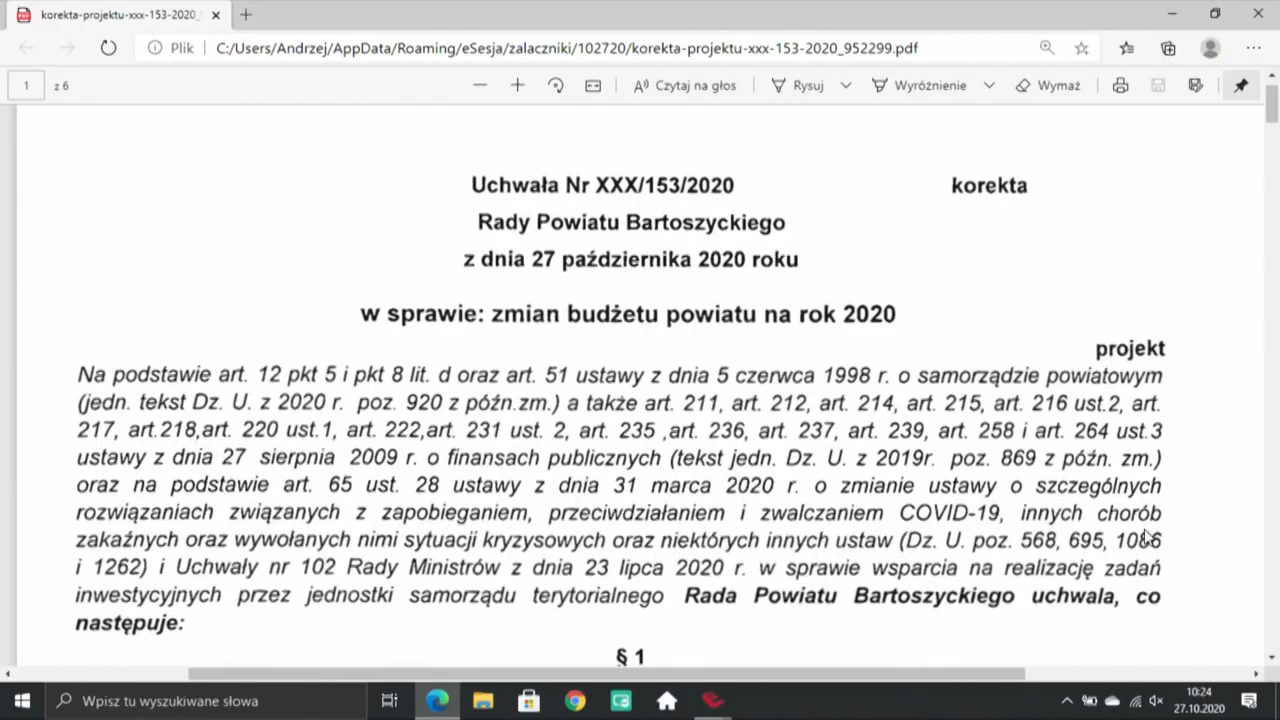 korekta-projektu-xxx-153-2020_
Plik
C:/Users/Andrzej/AppData/Roaming/eSesja/zalaczniki/102720/korekta-projektu-xxx-153-2020_952299.pdf
1 z 6 Czytaj na głos Rysuj Wyróżnienie Wymaż
Uchwała Nr XXX/153/2020 korekta
Rady Powiatu Bartoszyckiego
z dnia 27 października 2020 roku
w sprawie: zmian budżetu powiatu na rok 2020
projekt
Na podstawie art. 12 pkt 5 i pkt 8 lit. d oraz art. 51 ustawy z dnia 5 czerwca 1998 r. o samorządzie powiatowym
(jedn. tekst Dz. U. z 2020 r. poz. 920 z późn.zm.) a także art. 211, art. 212, art. 214, art. 215, art. 216 ust.2, art.
217, art.218,art. 220 ust.1, art. 222,art. 231 ust. 2, art. 235 ,art. 236, art. 237, art. 239, art. 258 i art. 264 ust.3
ustawy z dnia 27 sierpnia 2009 r. o finansach publicznych (tekst jedn. Dz. U. z 2019r. poz. 869 z późn. zm.)
oraz na podstawie art. 65 ust. 28 ustawy z dnia 31 marca 2020 r. o zmianie ustawy o szczególnych
rozwiązaniach związanych z zapobieganiem, przeciwdziałaniem i zwalczaniem COVID-19, innych chorób
zakaźnych oraz wywołanych nimi sytuacji kryzysowych oraz niektórych innych ustaw (Dz. U. poz. 568, 695,
i 1262) i Uchwały nr 102 Rady Ministrów z dnia 23 lipca 2020 r. w sprawie wsparcia na realizację zadań
inwestycyjnych przez jednostki samorządu terytorialnego Rada Powiatu Bartoszyckiego uchwala, co
następuje:
§ 1
Wpisz tu wyszukiwane słowa
10:24
27.10.2020